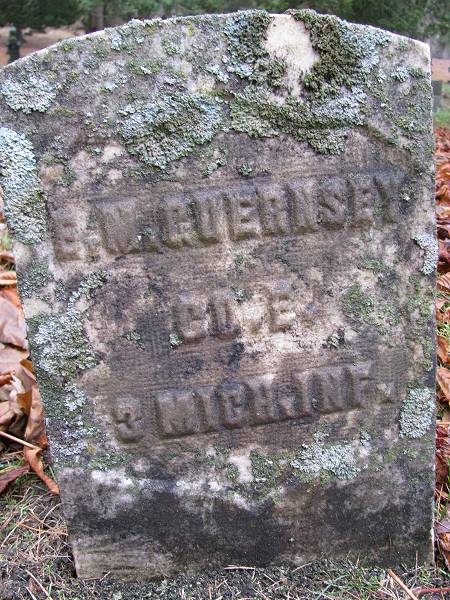 E.W. GUERNSEY
CO. E.
3 MICH. INF.